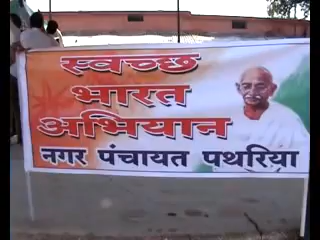 स्वच्छ
भारत
अभियान
नगर पंचायत पथरिया